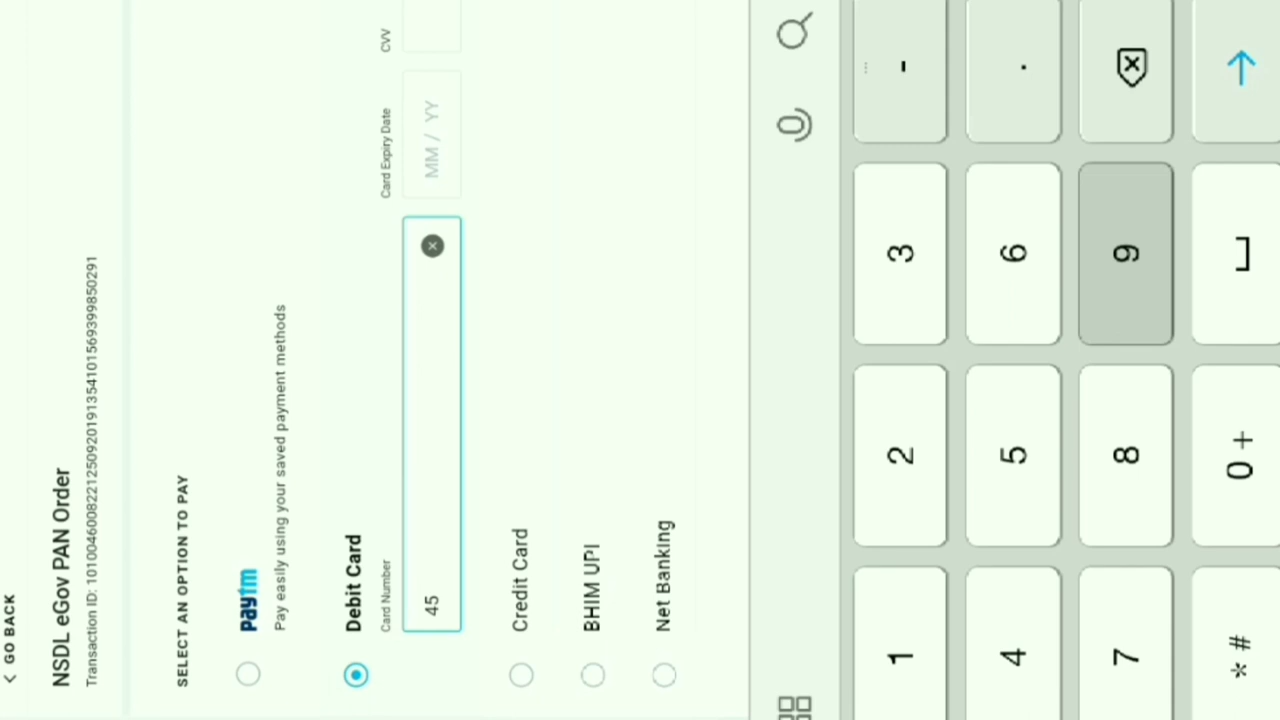 < GO BACK
NSDL eGov PAN Order
Transaction ID: 101004600822125092019135410156939985029​1
SELECT AN OPTION TO PAY
paytm
Pay easily using your saved payment methods
Debit Card
Card Number
Card Expiry Date
CVV
45
MM / YY
Credit Card
BHIM UPI
Net Banking
1 2 3 -
4 5 6 .
7 8 9
* # 0 +